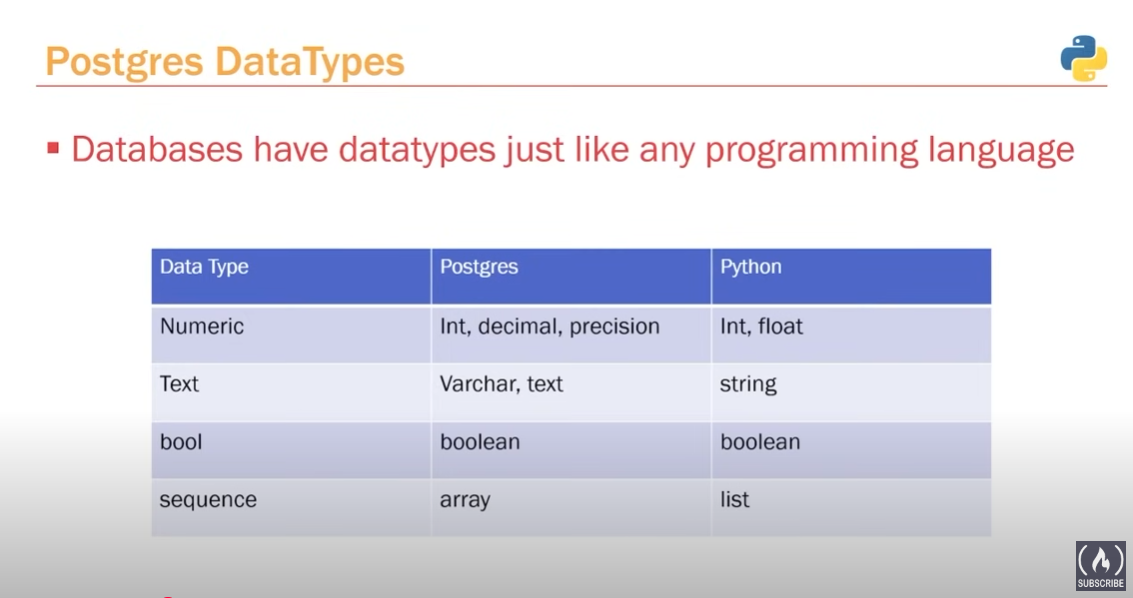 Postgres DataTypes
▪ Databases have datatypes just like any programming language
Data Type Postgres Python
Numeric Int, decimal, precision Int, float
Text Varchar, text string
bool boolean boolean
sequence array list
SUBSCRIBE